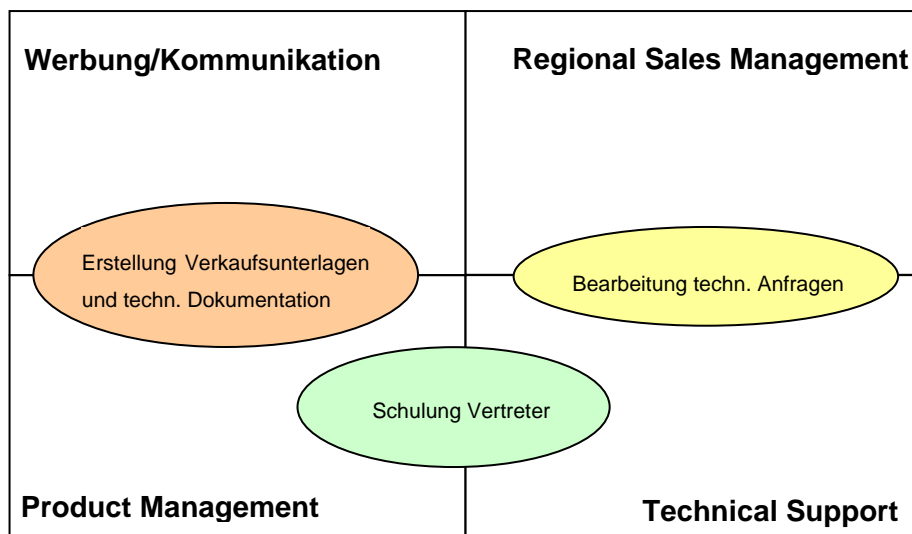 Werbung/Kommunikation
Regional Sales Management
Erstellung Verkaufsunterlagen
und techn. Dokumentation
Bearbeitung techn. Anfragen
Schulung Vertreter
Product Management
Technical Support